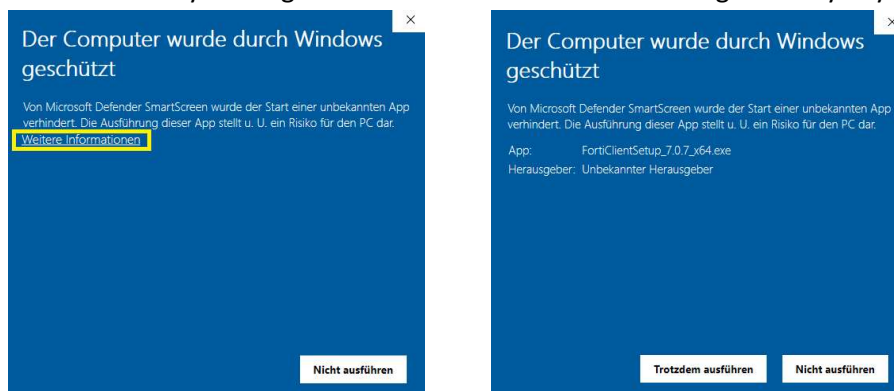 Der Computer wurde durch Windows
geschützt
Von Microsoft Defender SmartScreen wurde der Start einer unbekannten App
verhindert. Die Ausführung dieser App stellt u. U. ein Risiko für den PC dar.
Weitere Informationen
Nicht ausführen
Der Computer wurde durch Windows
geschützt
Von Microsoft Defender SmartScreen wurde der Start einer unbekannten App
verhindert. Die Ausführung dieser App stellt u. U. ein Risiko für den PC dar.
App: FortiClientSetup_7.0.7_x64.exe
Herausgeber: Unbekannter Herausgeber
Trotzdem ausführen Nicht ausführen